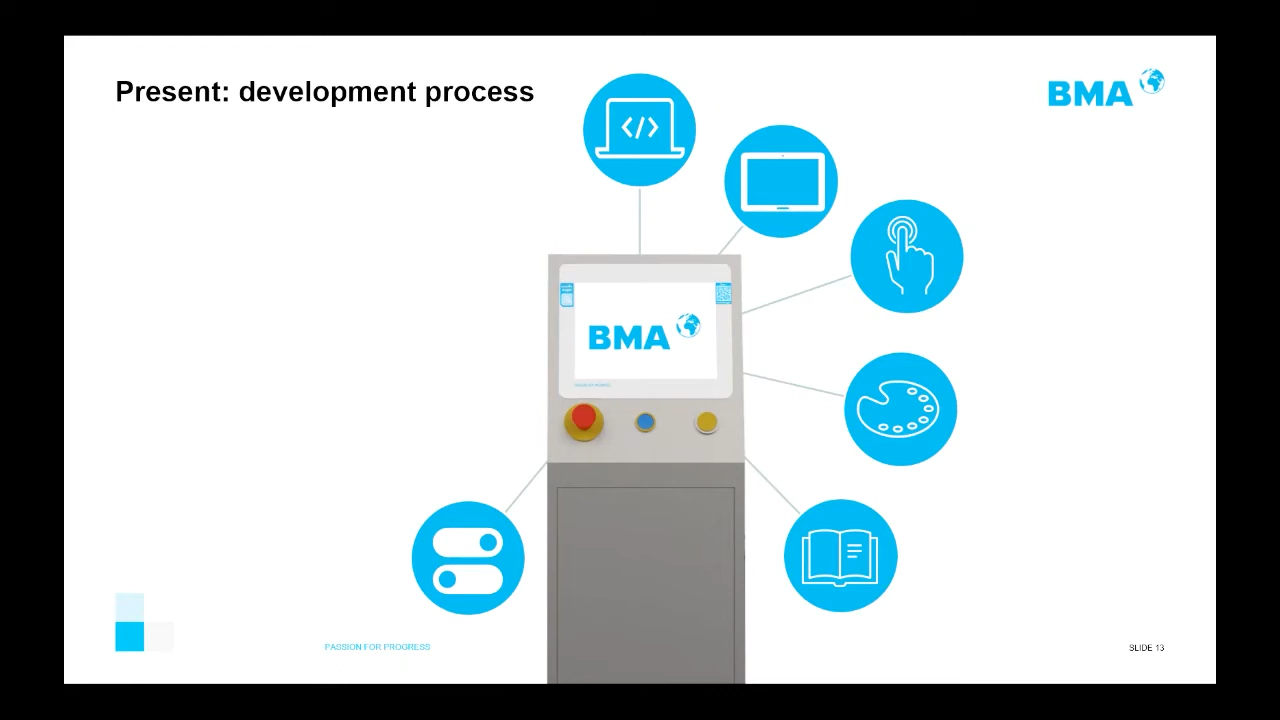 Present: development process
BMA
</>
BMA
PASSION FOR PROGRESS
SLIDE 13